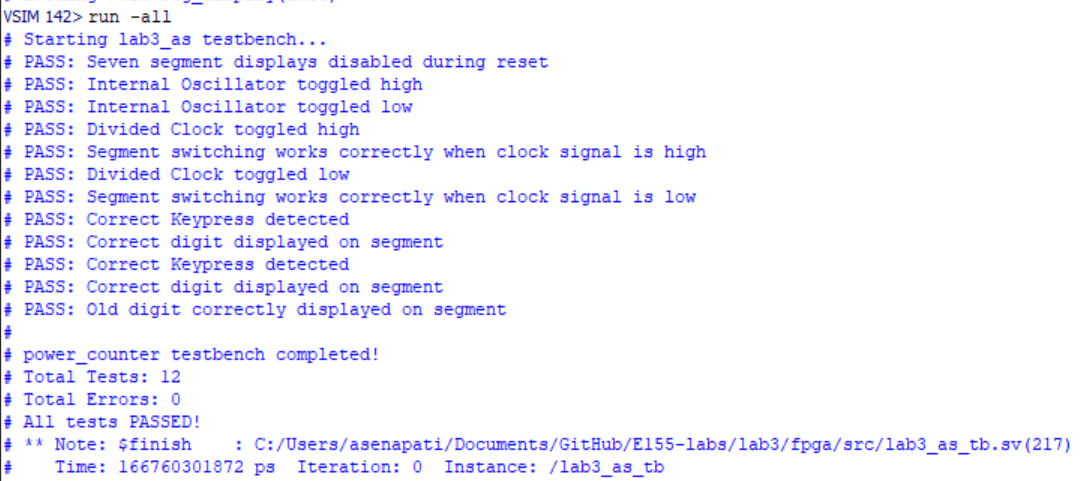 VSIM 142> run -all
# Starting lab3_as testbench...
# PASS: Seven segment displays disabled during reset
# PASS: Internal Oscillator toggled high
# PASS: Internal Oscillator toggled low
# PASS: Divided Clock toggled high
# PASS: Segment switching works correctly when clock signal is high
# PASS: Divided Clock toggled low
# PASS: Segment switching works correctly when clock signal is low
# PASS: Correct Keypress detected
# PASS: Correct digit displayed on segment
# PASS: Correct Keypress detected
# PASS: Correct digit displayed on segment
# PASS: Old digit correctly displayed on segment
#
# power_counter testbench completed!
# Total Tests: 12
# Total Errors: 0
# All tests PASSED!
# ** Note: $finish    : C:/Users/asenapati/Documents/GitHub/E155-labs/lab3/fpga/src/lab3_as_tb.sv(217)
#    Time: 166760301872 ps  Iteration: 0  Instance: /lab3_as_tb